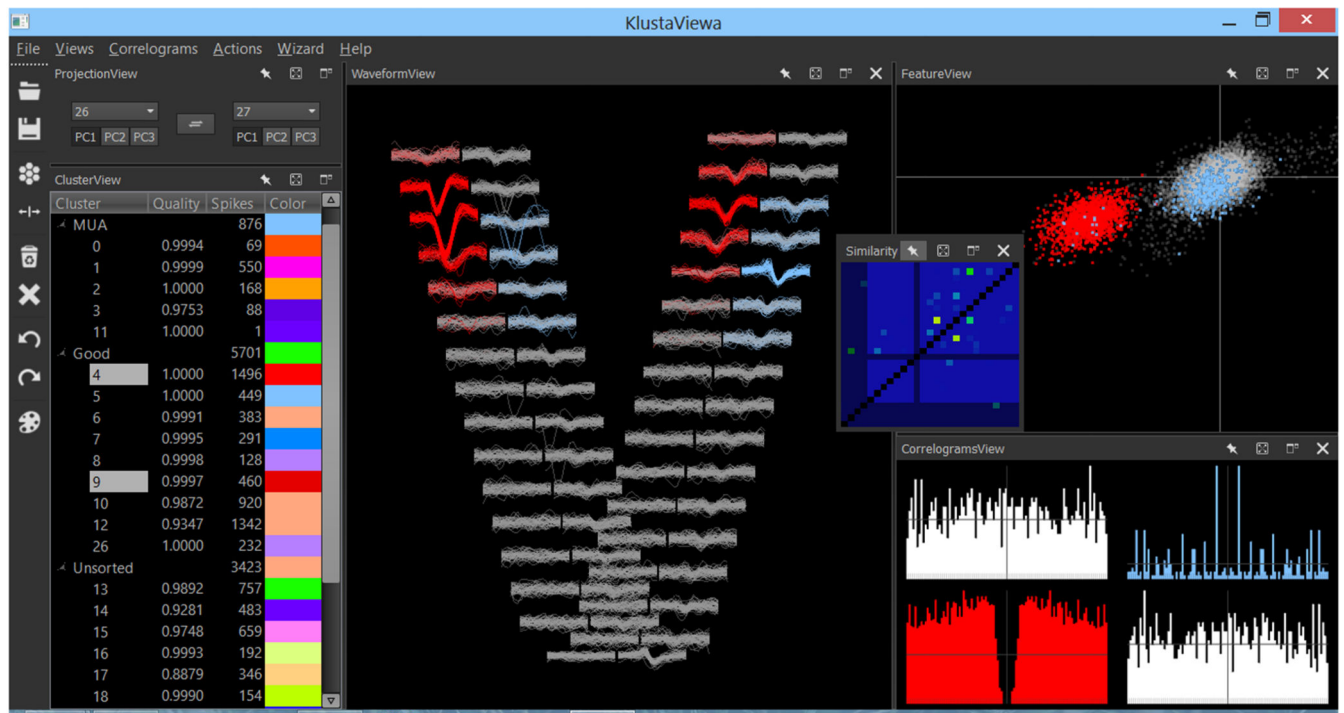 KlustaViewa
File Views Correlograms Actions Wizard Help
ProjectionView
26 27
PC1 PC2 PC3 PC1 PC2 PC3
ClusterView
Cluster Quality Spikes Color
MUA 876
0 0.9994 69
1 0.9999 550
2 1.0000 168
3 0.9753 88
11 1.0000 1
Good 5701
4 1.0000 1496
5 1.0000 449
6 0.9991 383
7 0.9995 291
8 0.9998 128
9 0.9997 460
10 0.9872 920
12 0.9347 1342
26 1.0000 232
Unsorted 3423
13 0.9892 757
14 0.9281 483
15 0.9748 659
16 0.9993 192
17 0.8879 346
18 0.9990 154
WaveformView
FeatureView
Similarity
CorrelogramsView